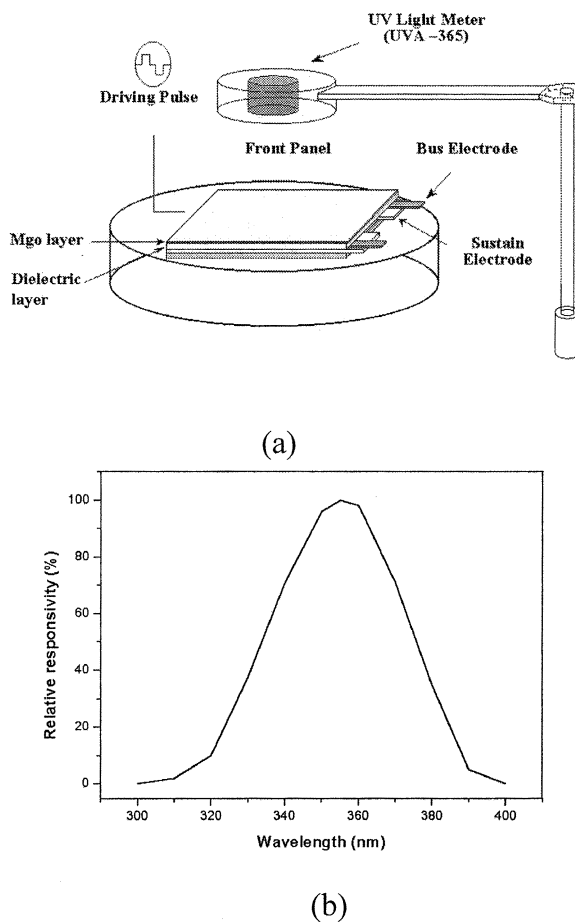 UV Light Meter
(UVA –365)
Driving Pulse
Front Panel
Bus Electrode
Mgo layer
Sustain
Electrode
Dielectric
layer
(a)
Relative responsivity (%)
100
80
60
40
20
0
300
320
340
360
380
400
Wavelength (nm)
(b)